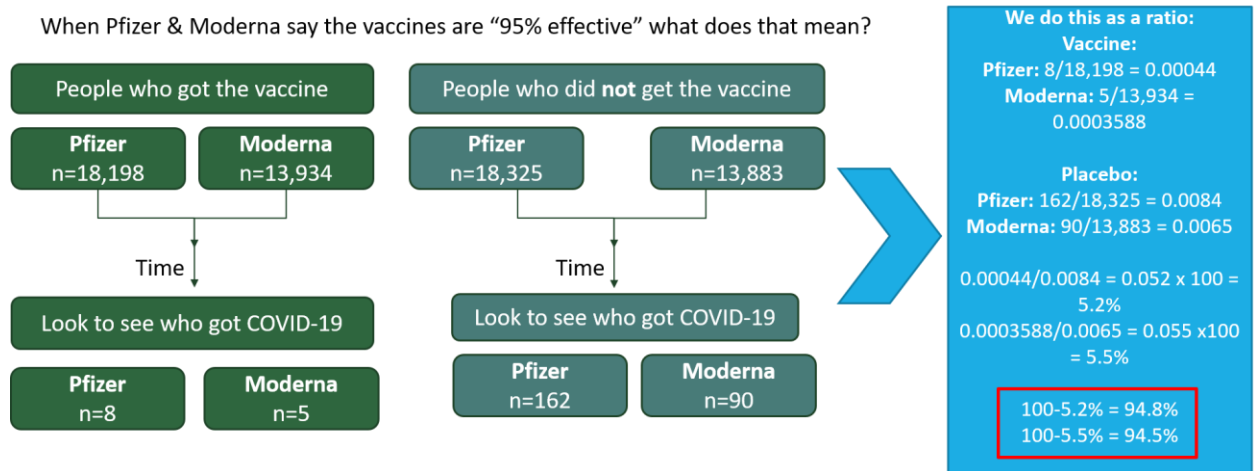 When Pfizer & Moderna say the vaccines are “95% effective” what does that mean?
People who got the vaccine
Pfizer
n=18,198
Moderna
n=13,934
Time
Look to see who got COVID-19
Pfizer
n=8
Moderna
n=5
People who did not get the vaccine
Pfizer
n=18,325
Moderna
n=13,883
Time
Look to see who got COVID-19
Pfizer
n=162
Moderna
n=90
We do this as a ratio:
Vaccine:
Pfizer: 8/18,198 = 0.00044
Moderna: 5/13,934 =
0.0003588
Placebo:
Pfizer: 162/18,325 = 0.0084
Moderna: 90/13,883 = 0.0065
0.00044/0.0084 = 0.052 x 100 =
5.2%
0.0003588/0.0065 = 0.055 x100
= 5.5%
100-5.2% = 94.8%
100-5.5% = 94.5%